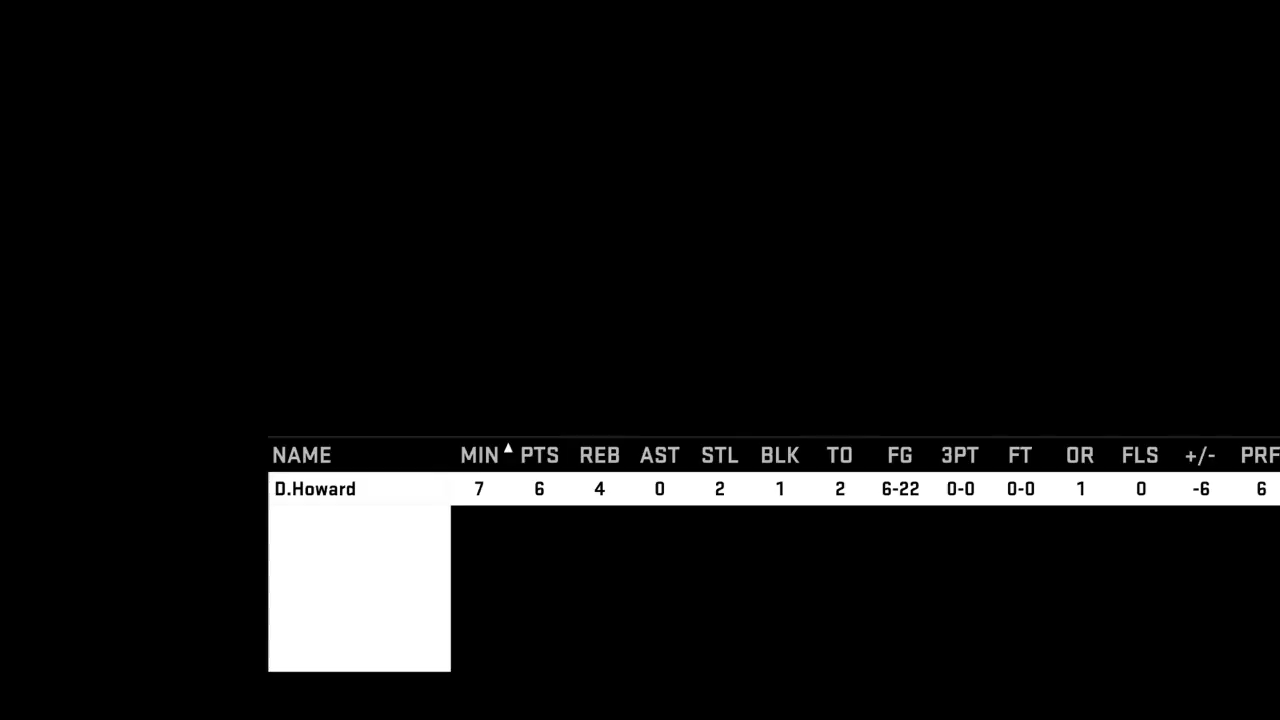 NAME MIN ▲ PTS REB AST STL BLK TO FG 3PT FT OR FLS +/- PRF
D.Howard 7 6 4 0 2 1 2 6-22 0-0 0-0 1 0 -6 6